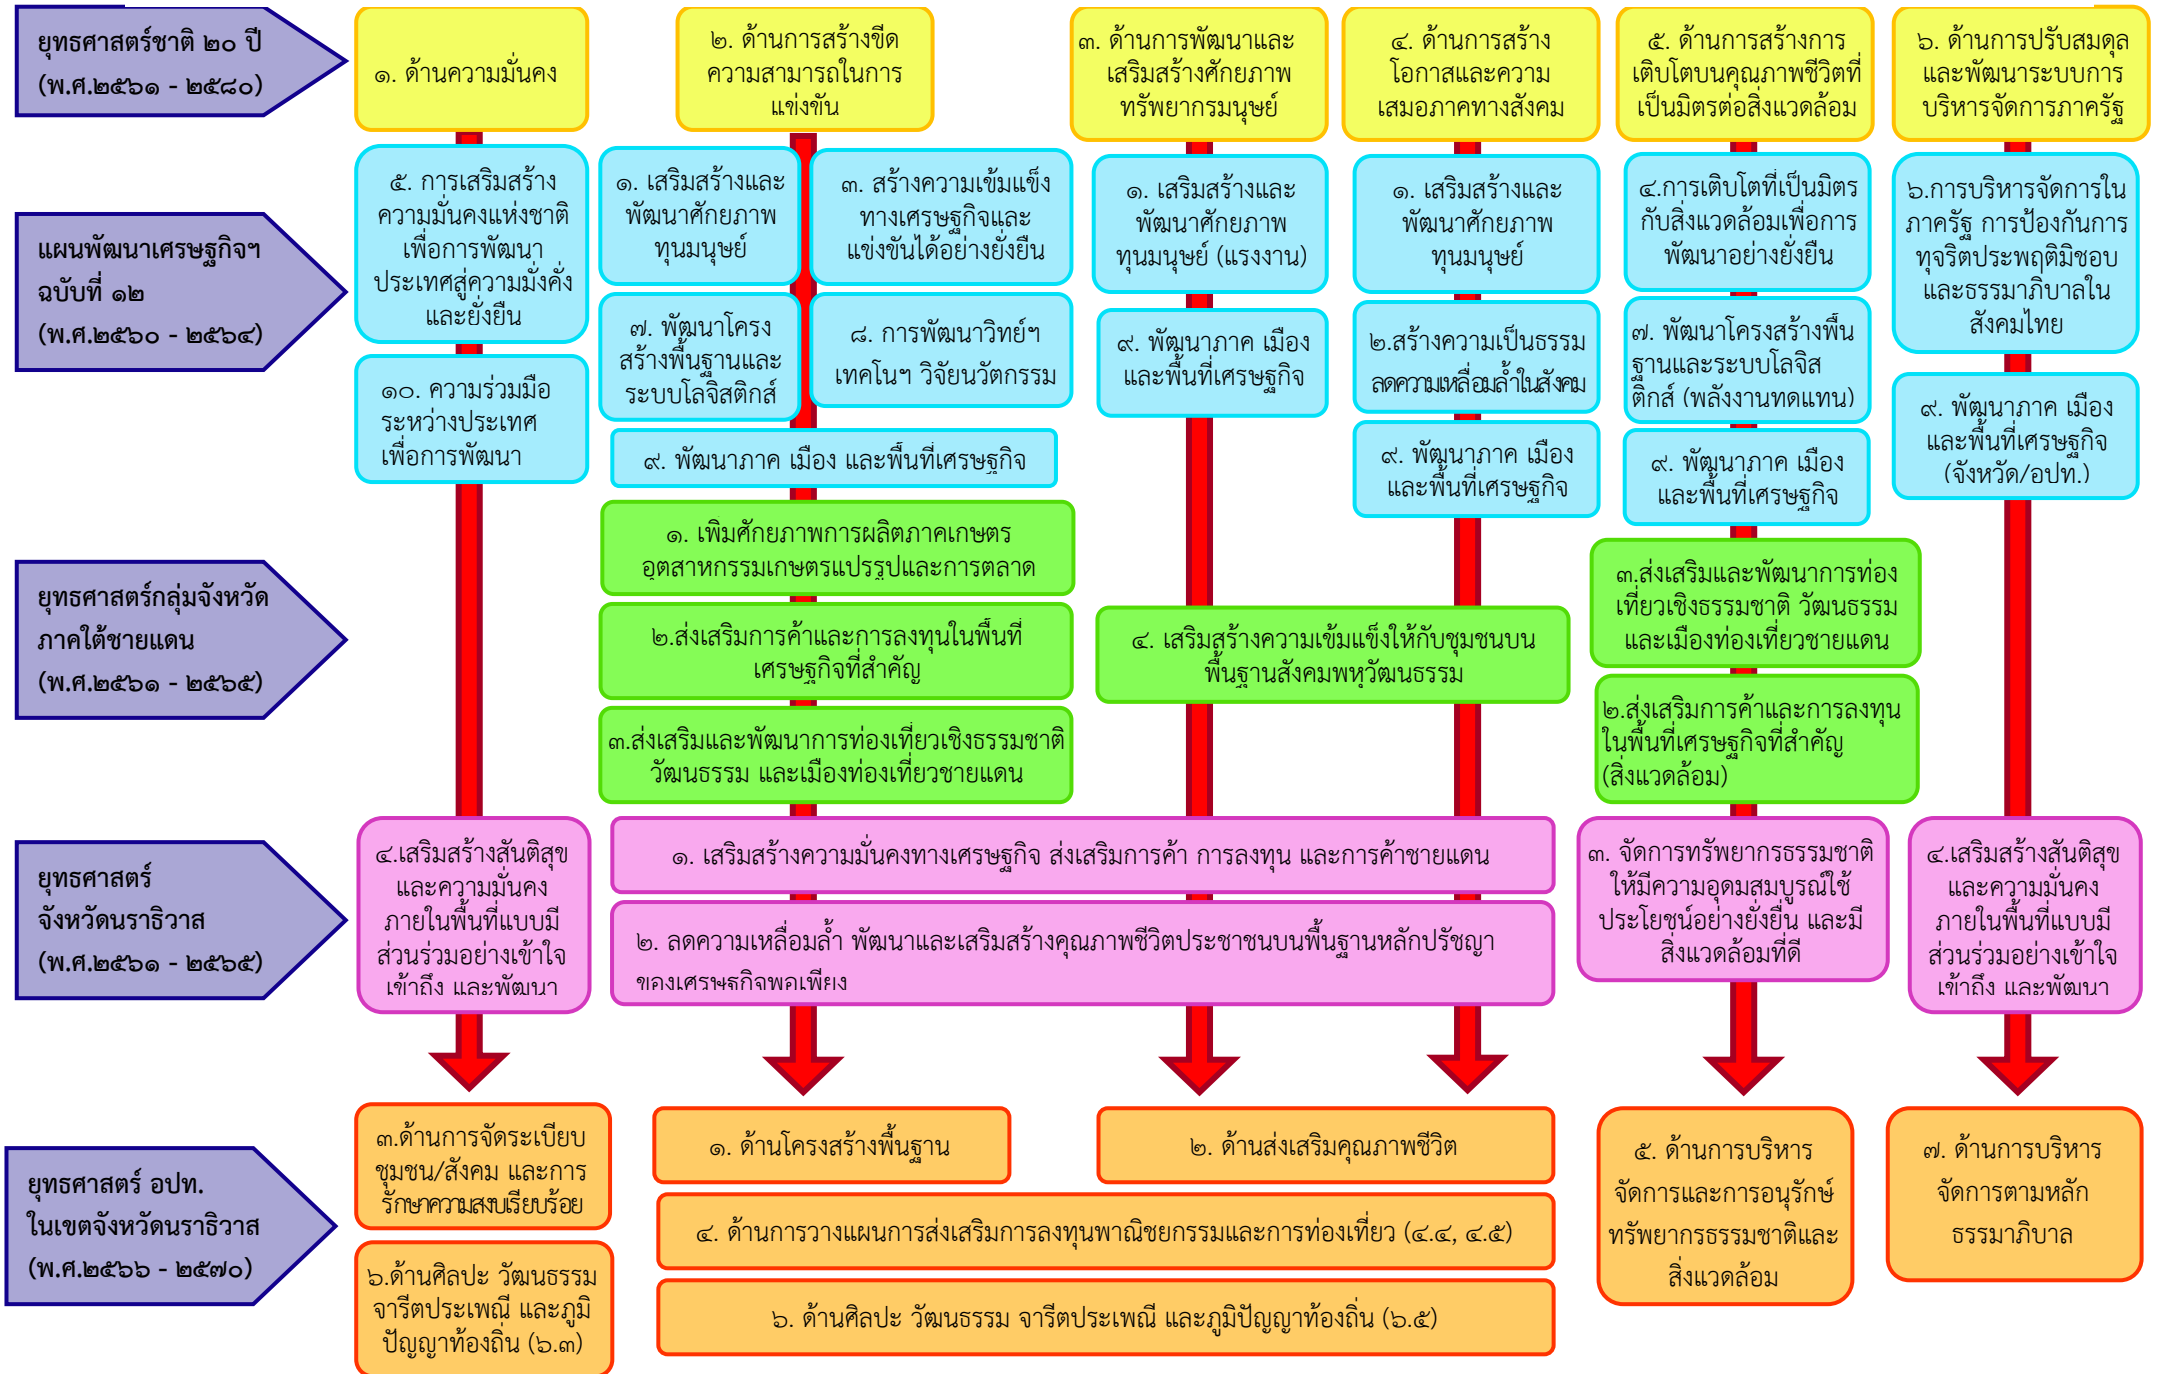 ยุทธศาสตร์ชาติ ๒๐ ปี
(พ.ศ.๒๕๖๑ - ๒๕๘๐)
๑. ด้านความมั่นคง
๒. ด้านการสร้างขีด
ความสามารถในการ
แข่งขัน
๓. ด้านการพัฒนาและ
เสริมสร้างศักยภาพ
ทรัพยากรมนุษย์
๔. ด้านการสร้าง
โอกาสและความ
เสมอภาคทางสังคม
๕. ด้านการสร้างการ
เติบโตบนคุณภาพชีวิตที่
เป็นมิตรต่อสิ่งแวดล้อม
๖. ด้านการปรับสมดุล
และพัฒนาระบบการ
บริหารจัดการภาครัฐ
แผนพัฒนาเศรษฐกิจฯ
ฉบับที่ ๑๒
(พ.ศ.๒๕๖๐ - ๒๕๖๔)
๕. การเสริมสร้าง
ความมั่นคงแห่งชาติ
เพื่อการพัฒนา
ประเทศสู่ความมั่งคั่ง
และยั่งยืน
๑๐. ความร่วมมือ
ระหว่างประเทศ
เพื่อการพัฒนา
๑. เสริมสร้างและ
พัฒนาศักยภาพ
ทุนมนุษย์
๓. สร้างความเข้มแข็ง
ทางเศรษฐกิจและ
แข่งขันได้อย่างยั่งยืน
๗. พัฒนาโครง
สร้างพื้นฐานและ
ระบบโลจิสติกส์
๘. การพัฒนาวิทย์ฯ
เทคโนฯ วิจัยนวัตกรรม
๙. พัฒนาภาค เมือง และพื้นที่เศรษฐกิจ
๑. เสริมสร้างและ
พัฒนาศักยภาพ
ทุนมนุษย์ (แรงงาน)
๙. พัฒนาภาค เมือง
และพื้นที่เศรษฐกิจ
๑. เสริมสร้างและ
พัฒนาศักยภาพ
ทุนมนุษย์
๒.สร้างความเป็นธรรม
ลดความเหลื่อมล้ำในสังคม
๙. พัฒนาภาค เมือง
และพื้นที่เศรษฐกิจ
๔.การเติบโตที่เป็นมิตร
กับสิ่งแวดล้อมเพื่อการ
พัฒนาอย่างยั่งยืน
๗. พัฒนาโครงสร้างพื้น
ฐานและระบบโลจิส
ติกส์ (พลังงานทดแทน)
๙. พัฒนาภาค เมือง
และพื้นที่เศรษฐกิจ
๖.การบริหารจัดการใน
ภาครัฐ การป้องกันการ
ทุจริตประพฤติมิชอบ
และธรรมาภิบาลใน
สังคมไทย
๙. พัฒนาภาค เมือง
และพื้นที่เศรษฐกิจ
(จังหวัด/อปท.)
ยุทธศาสตร์กลุ่มจังหวัด
ภาคใต้ชายแดน
(พ.ศ.๒๕๖๑ - ๒๕๖๕)
๑. เพิ่มศักยภาพการผลิตภาคเกษตร
อุตสาหกรรมเกษตรแปรรูปและการตลาด
๒.ส่งเสริมการค้าและการลงทุนในพื้นที่
เศรษฐกิจที่สำคัญ
๓.ส่งเสริมและพัฒนาการท่องเที่ยวเชิงธรรมชาติ
วัฒนธรรม และเมืองท่องเที่ยวชายแดน
๔. เสริมสร้างความเข้มแข็งให้กับชุมชนบน
พื้นฐานสังคมพหุวัฒนธรรม
๓.ส่งเสริมและพัฒนาการท่อง
เที่ยวเชิงธรรมชาติ วัฒนธรรม
และเมืองท่องเที่ยวชายแดน
๒.ส่งเสริมการค้าและการลงทุน
ในพื้นที่เศรษฐกิจที่สำคัญ
(สิ่งแวดล้อม)
ยุทธศาสตร์
จังหวัดนราธิวาส
(พ.ศ.๒๕๖๑ - ๒๕๖๕)
๔.เสริมสร้างสันติสุข
และความมั่นคง
ภายในพื้นที่แบบมี
ส่วนร่วมอย่างเข้าใจ
เข้าถึง และพัฒนา
๑. เสริมสร้างความมั่นคงทางเศรษฐกิจ ส่งเสริมการค้า การลงทุน และการค้าชายแดน
๒. ลดความเหลื่อมล้ำ พัฒนาและเสริมสร้างคุณภาพชีวิตประชาชนบนพื้นฐานหลักปรัชญา
ของเศรษฐกิจพอเพียง
๓. จัดการทรัพยากรธรรมชาติ
ให้มีความอุดมสมบูรณ์ใช้
ประโยชน์อย่างยั่งยื่น และมี
สิ่งแวดล้อมที่ดี
๔.เสริมสร้างสันติสุข
และความมั่นคง
ภายในพื้นที่แบบมี
ส่วนร่วมอย่างเข้าใจ
เข้าถึง และพัฒนา
ยุทธศาสตร์ อปท.
ในเขตจังหวัดนราธิวาส
(พ.ศ.๒๕๖๖ - ๒๕๗๐)
๓.ด้านการจัดระเบียบ
ชุมชน/สังคม และการ
รักษาความสงบเรียบร้อย
๖.ด้านศิลปะ วัฒนธรรม
จารีตประเพณี และภูมิ
ปัญญาท้องถิ่น (๖.๓)
๑. ด้านโครงสร้างพื้นฐาน
๒. ด้านส่งเสริมคุณภาพชีวิต
๔. ด้านการวางแผนการส่งเสริมการลงทุนพาณิชยกรรมและการท่องเที่ยว (๔.๔, ๔.๕)
๖. ด้านศิลปะ วัฒนธรรม จารีตประเพณี และภูมิปัญญาท้องถิ่น (๖.๕)
๕. ด้านการบริหาร
จัดการและการอนุรักษ์
ทรัพยากรธรรมชาติและ
สิ่งแวดล้อม
๗. ด้านการบริหาร
จัดการตามหลัก
ธรรมาภิบาล